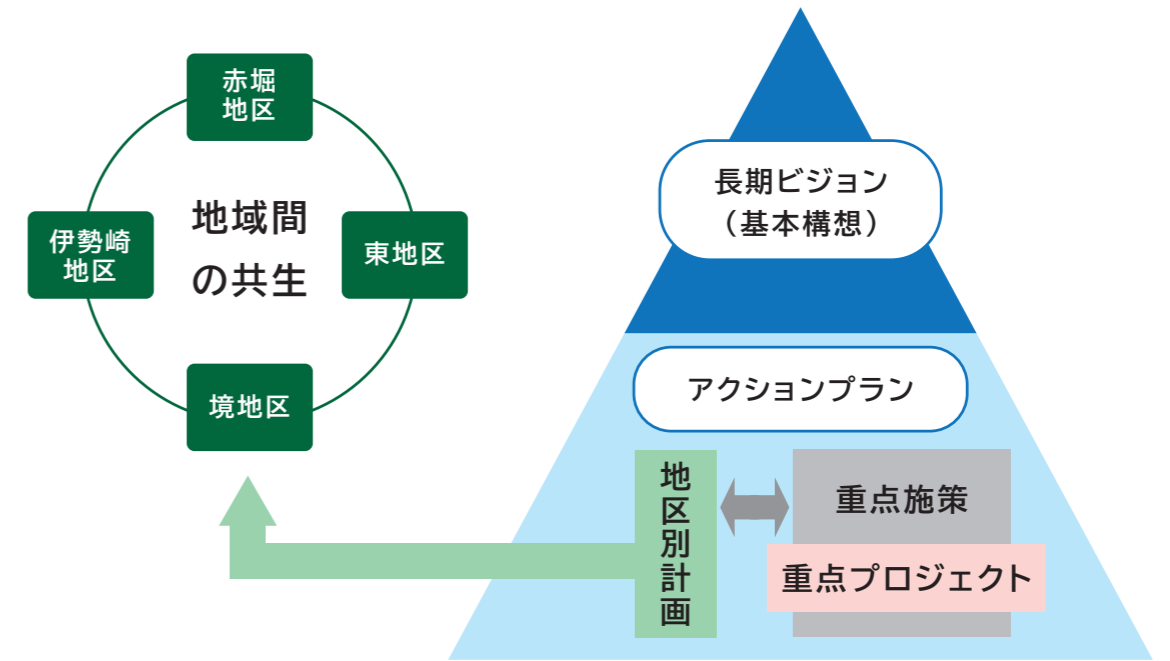 赤堀
地区
伊勢崎
地区
地域間
の共生
東地区
境地区
長期ビジョン
（基本構想）
アクションプラン
地区別計画
重点施策
重点プロジェクト